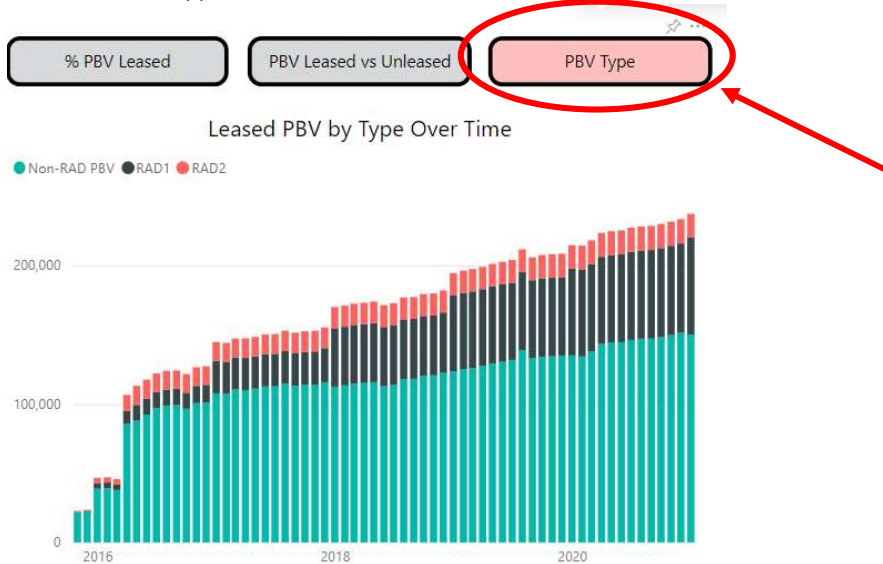 % PBV Leased
PBV Leased vs Unleased
PBV Type
Leased PBV by Type Over Time
Non-RAD PBV RAD1 RAD2
200,000
100,000
0
2016 2018 2020